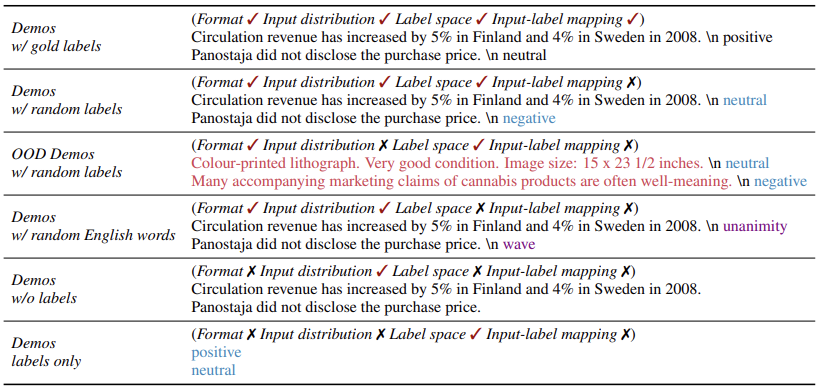 Demos
w/ gold labels
(Format ✓ Input distribution ✓ Label space ✓ Input-label mapping ✓)
Circulation revenue has increased by 5% in Finland and 4% in Sweden in 2008. \n positive
Panostaja did not disclose the purchase price. \n neutral
Demos
w/ random labels
(Format ✓ Input distribution ✓ Label space ✓ Input-label mapping ✗)
Circulation revenue has increased by 5% in Finland and 4% in Sweden in 2008. \n neutral
Panostaja did not disclose the purchase price. \n negative
OOD Demos
w/ random labels
(Format ✓ Input distribution ✗ Label space ✓ Input-label mapping ✗)
Colour-printed lithograph. Very good condition. Image size: 15 x 23 1/2 inches. \n neutral
Many accompanying marketing claims of cannabis products are often well-meaning. \n negative
Demos
w/ random English words
(Format ✓ Input distribution ✓ Label space ✗ Input-label mapping ✗)
Circulation revenue has increased by 5% in Finland and 4% in Sweden in 2008. \n unanimity
Panostaja did not disclose the purchase price. \n wave
Demos
w/o labels
(Format ✗ Input distribution ✓ Label space ✗ Input-label mapping ✗)
Circulation revenue has increased by 5% in Finland and 4% in Sweden in 2008.
Panostaja did not disclose the purchase price.
Demos
labels only
(Format ✗ Input distribution ✗ Label space ✓ Input-label mapping ✗)
positive
neutral